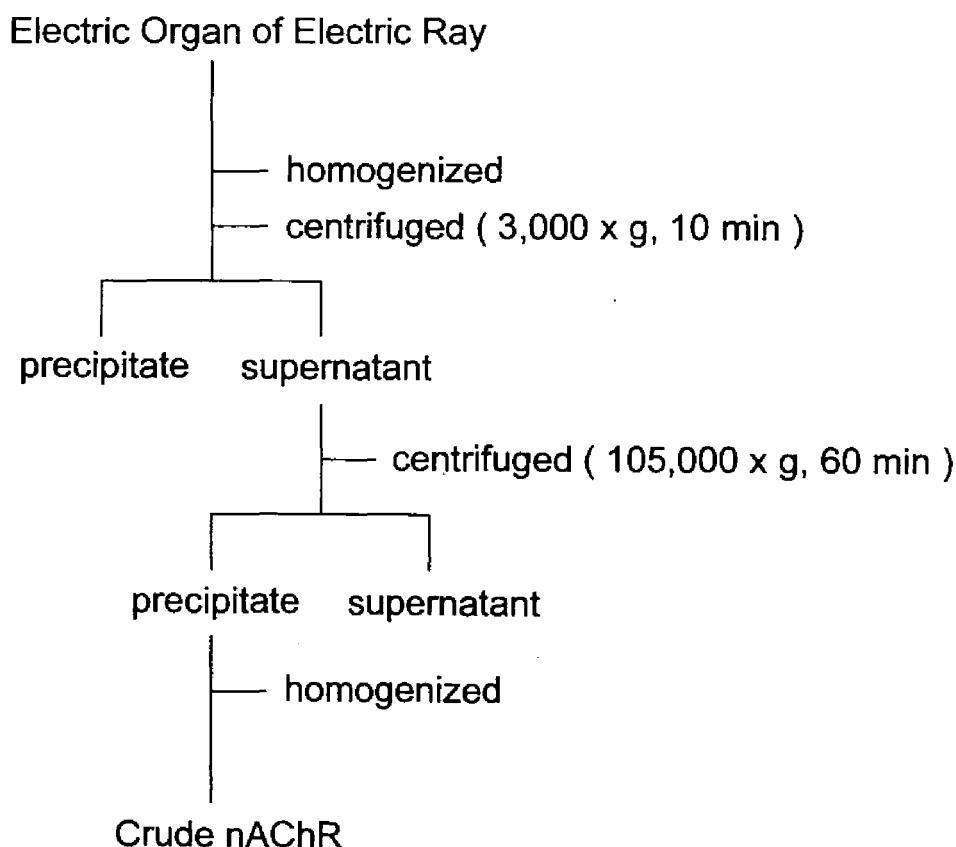 Electric Organ of Electric Ray
homogenized
centrifuged ( 3,000 x g, 10 min )
precipitate supernatant
centrifuged ( 105,000 x g, 60 min )
precipitate supernatant
homogenized
Crude nAChR